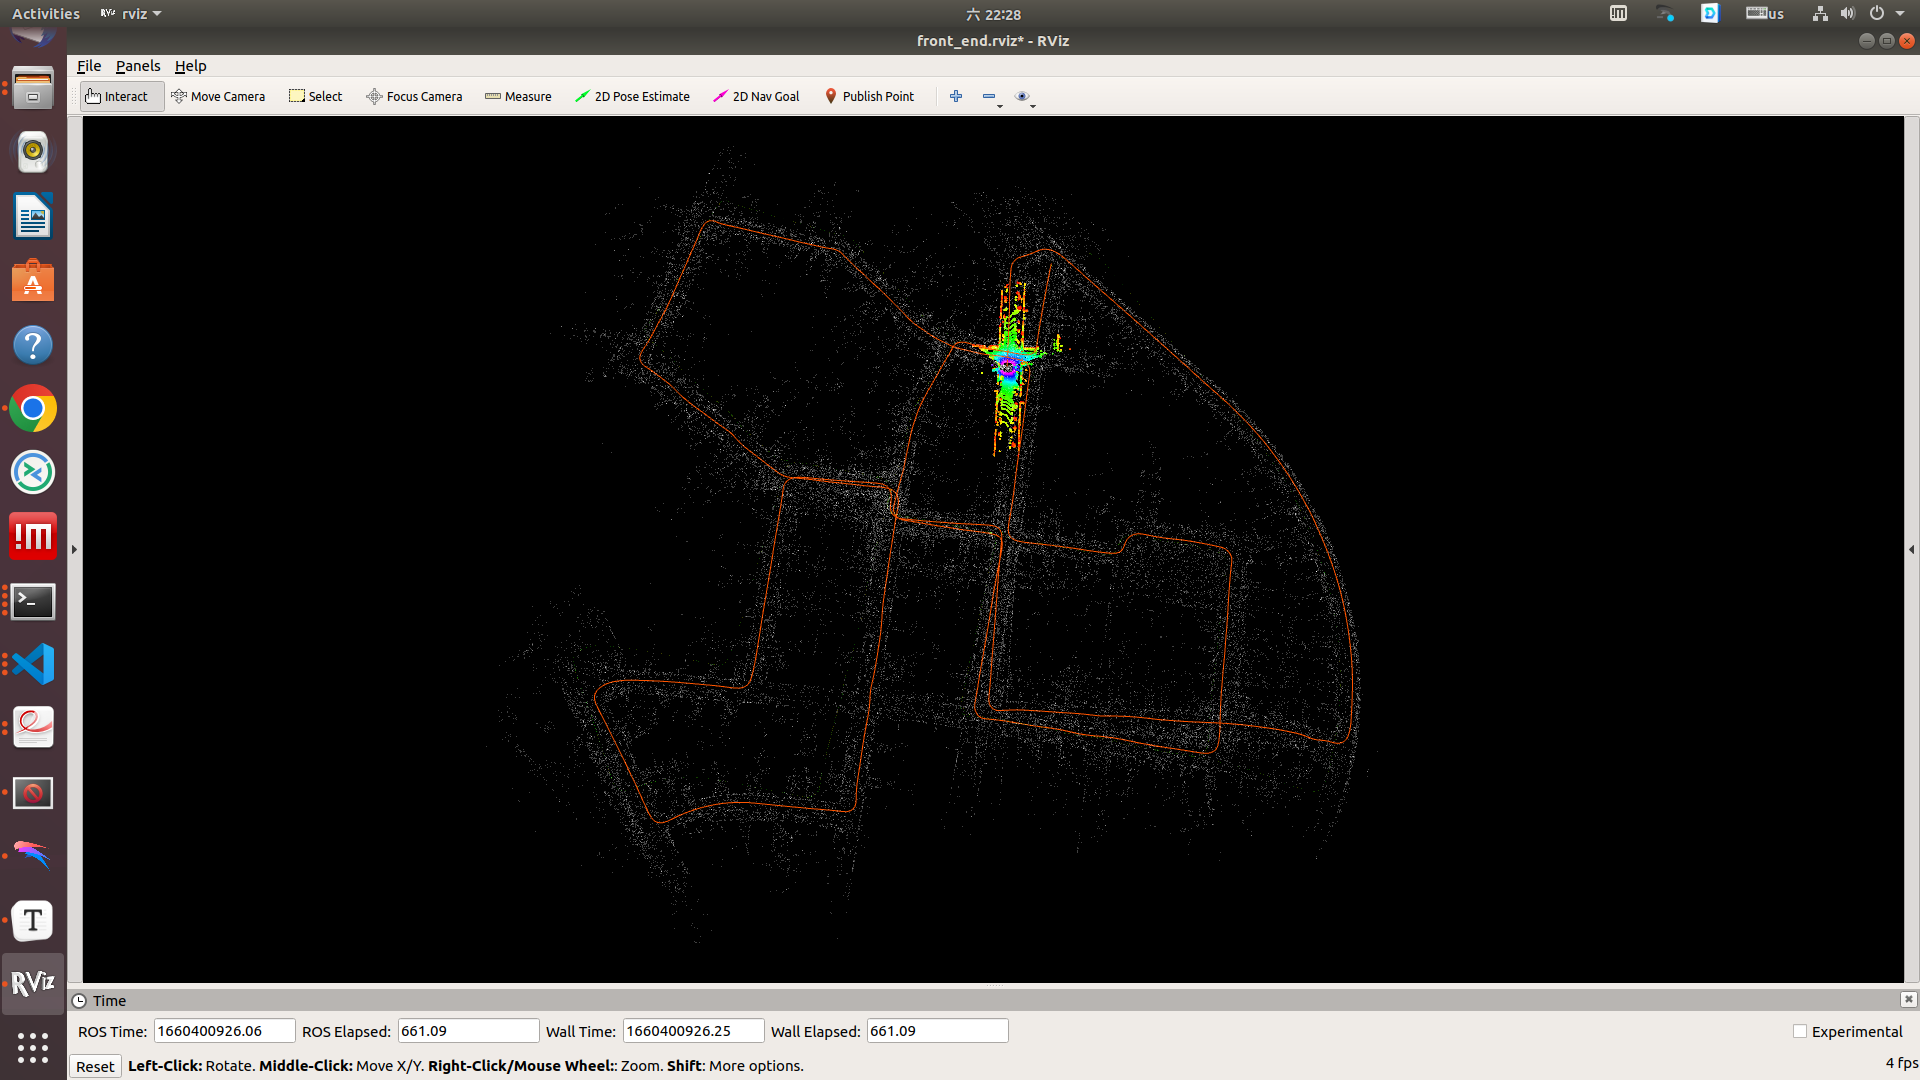 Activities RViz rviz 六 22:28 !M D us
front_end.rviz* - RViz
File Panels Help
Interact Move Camera Select Focus Camera Measure 2D Pose Estimate 2D Nav Goal Publish Point
A
?
!M
>_
T
RViz
Time
ROS Time: 1660400926.06 ROS Elapsed: 661.09 Wall Time: 1660400926.25 Wall Elapsed: 661.09 Experimental
Reset Left-Click: Rotate. Middle-Click: Move X/Y. Right-Click/Mouse Wheel:: Zoom. Shift: More options. 4 fps